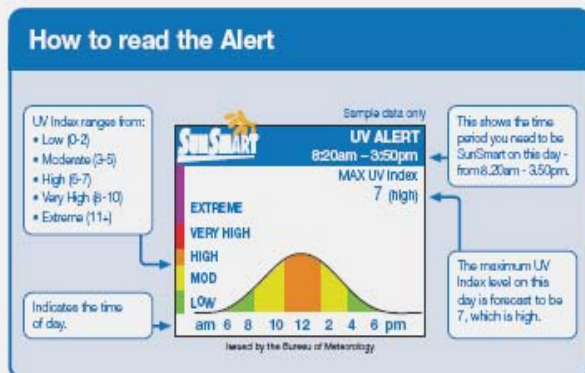 How to read the Alert
UV Index ranges from:
• Low (0-2)
• Moderate (3-5)
• High (6-7)
• Very High (8-10)
• Extreme (11+)
Indicates the time
of day.
Sample data only
SunSmart
UV ALERT
8:20am – 3:50pm
MAX UV Index
7 (high)
EXTREME
VERY HIGH
HIGH
MOD
LOW
am 6 8 10 12 2 4 6 pm
Issued by the Bureau of Meteorology
This shows the time
period you need to be
SunSmart on this day -
from 8.20am - 3.50pm.
The maximum UV
Index level on this
day is forecast to be
7, which is high.